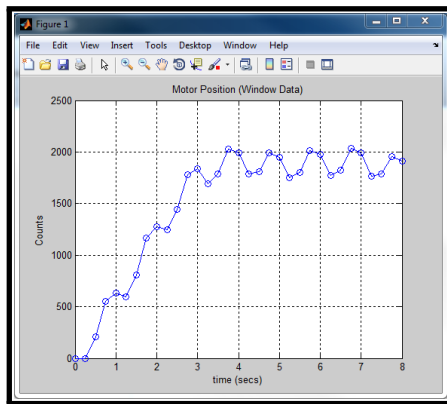 Figure 1
File Edit View Insert Tools Desktop Window Help
Motor Position (Window Data)
2500
2000
1500
1000
500
0
Counts
0 1 2 3 4 5 6 7 8
time (secs)